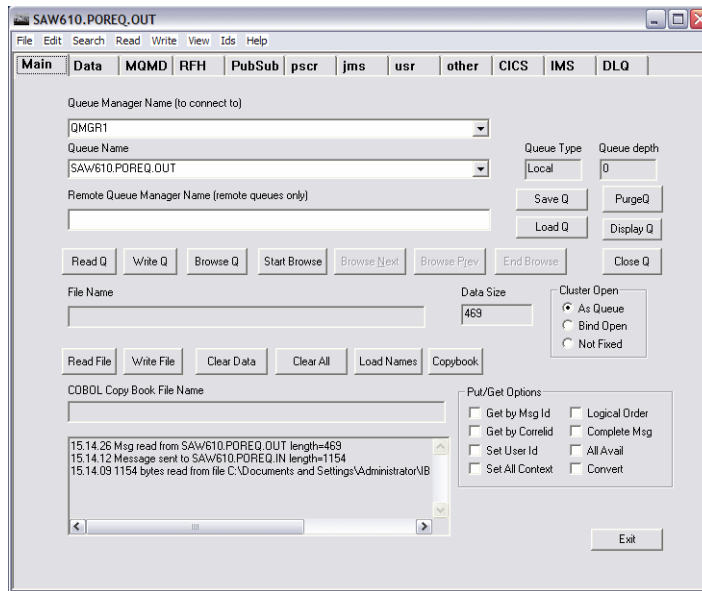 SAW610.POREQ.OUT
File Edit Search Read Write View Ids Help
Main Data MQMD RFH PubSub pscr jms usr other CICS IMS DLQ
Queue Manager Name (to connect to)
QMGR1
Queue Name Queue Type Queue depth
SAW610.POREQ.OUT Local 0
Remote Queue Manager Name (remote queues only)
Save Q PurgeQ
Load Q Display Q
Read Q Write Q Browse Q Start Browse Browse Next Browse Prev End Browse Close Q
File Name Data Size Cluster Open
469 As Queue
Bind Open
Not Fixed
Read File Write File Clear Data Clear All Load Names Copybook
COBOL Copy Book File Name Put/Get Options
Get by Msg Id Logical Order
Get by Correlid Complete Msg
Set User Id All Avail
Set All Context Convert
15.14.26 Msg read from SAW610.POREQ.OUT length=469
15.14.12 Message sent to SAW610.POREQ.IN length=1154
15.14.09 1154 bytes read from file C:\Documents and Settings\Administrator\IB
Exit